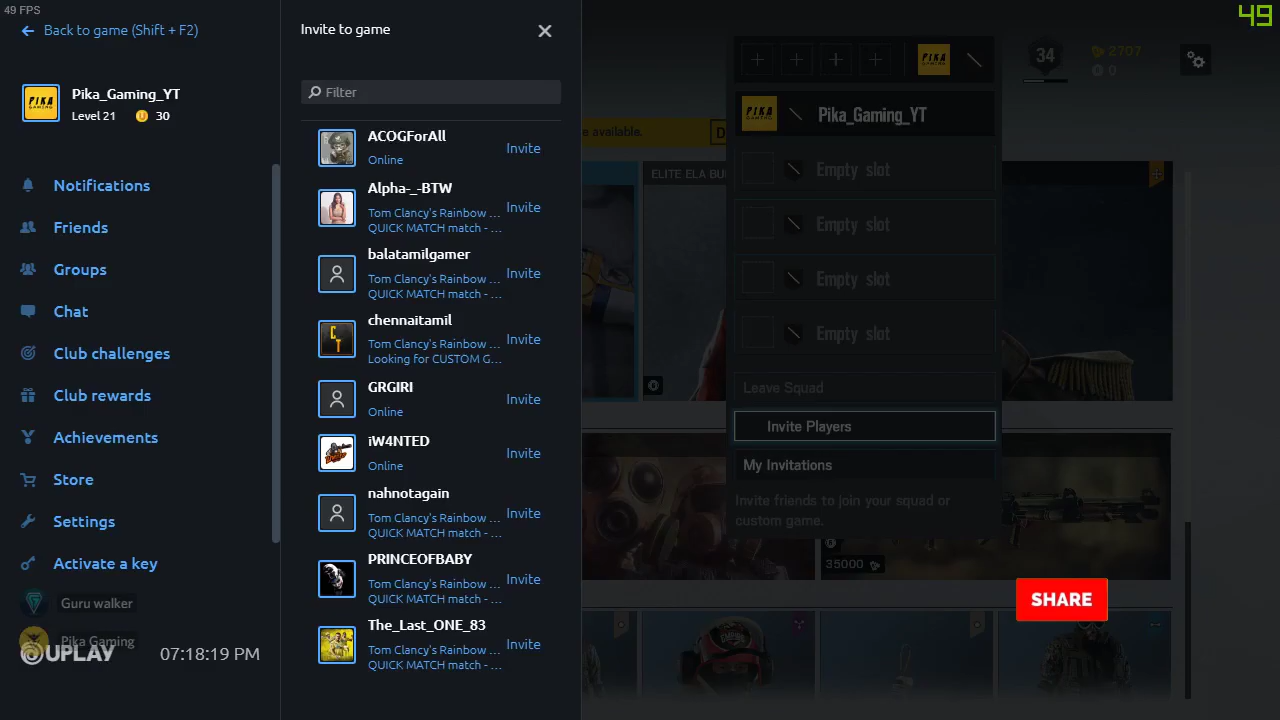 49 FPS
Back to game (Shift + F2)
Pika_Gaming_YT
Level 21 30
Notifications
Friends
Groups
Chat
Club challenges
Club rewards
Achievements
Store
Settings
Activate a key
Guru walker
Pika Gaming
UPLAY 07:18:19 PM
Invite to game
Filter
ACOGForAll
Online
Invite
Alpha-_-BTW
Tom Clancy's Rainbow ...
QUICK MATCH match - ...
Invite
balatamilgamer
Tom Clancy's Rainbow ...
QUICK MATCH match - ...
Invite
chennaitamil
Tom Clancy's Rainbow ...
Looking for CUSTOM G...
Invite
GRGIRI
Online
Invite
iW4NTED
Online
Invite
nahnotagain
Tom Clancy's Rainbow ...
QUICK MATCH match - ...
Invite
PRINCEOFBABY
Tom Clancy's Rainbow ...
QUICK MATCH match - ...
Invite
The_Last_ONE_83
Tom Clancy's Rainbow ...
QUICK MATCH match - ...
Invite
49
34
2707
0
e available.
ELITE ELA BU
PIKA GAMING
Pika_Gaming_YT
Empty slot
Empty slot
Empty slot
Empty slot
Leave Squad
Invite Players
My Invitations
Invite friends to join your squad or
custom game.
35000
SHARE